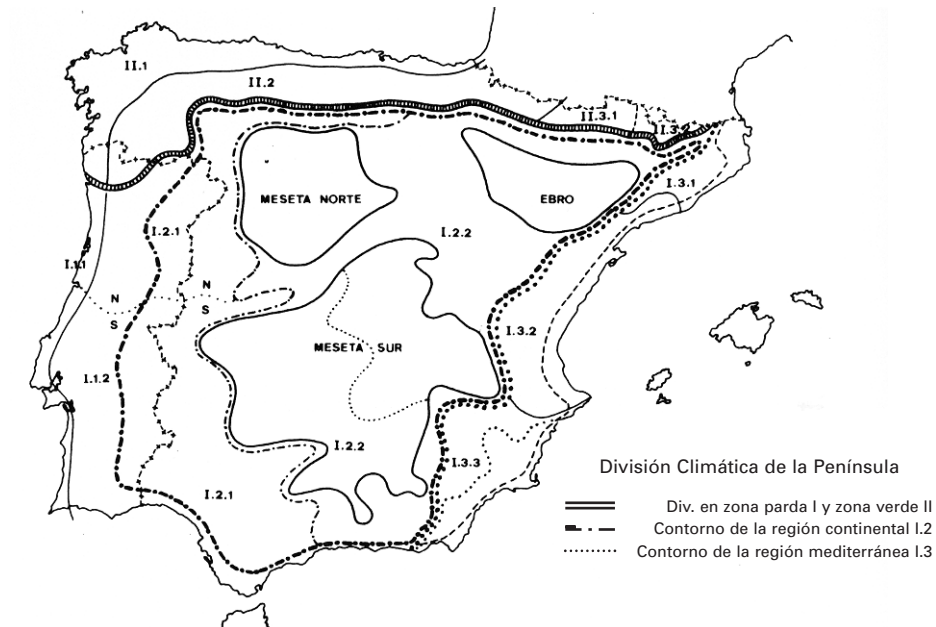 II.1
II.2
II.3.1
II.3.2
I.3.1
MESETA NORTE
EBRO
I.2.1
I.2.2
I.1.1
N N
S S
I.3.2
MESETA SUR
I.1.2
I.2.2
I.3.3
I.2.1
División Climática de la Península
Div. en zona parda I y zona verde II
Contorno de la región continental I.2
Contorno de la región mediterránea I.3